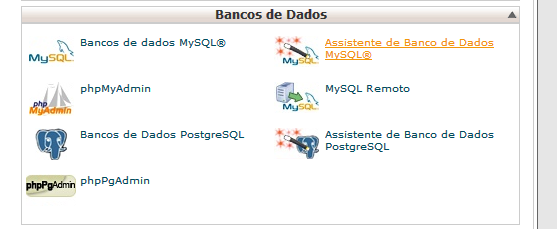 Bancos de Dados
MySQL
Bancos de dados MySQL®
MySQL
Assistente de Banco de Dados
MySQL®
php
MyAdmin
phpMyAdmin
MySQL
MySQL Remoto
Bancos de Dados PostgreSQL
Assistente de Banco de Dados
PostgreSQL
phpPgAdmin
phpPgAdmin